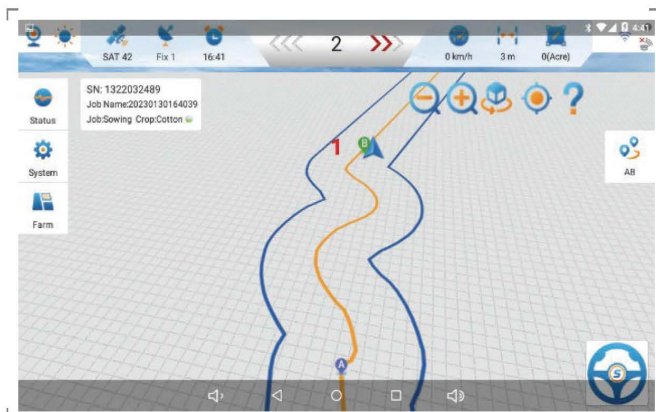 2
4:41
SAT 42
Fix 1
16:41
0 km/h
3 m
0(Acre)
SN: 1322032489
Job Name:20230130164039
Job:Sowing Crop:Cotton
Status
System
Farm
?
1
B
AB
A
S